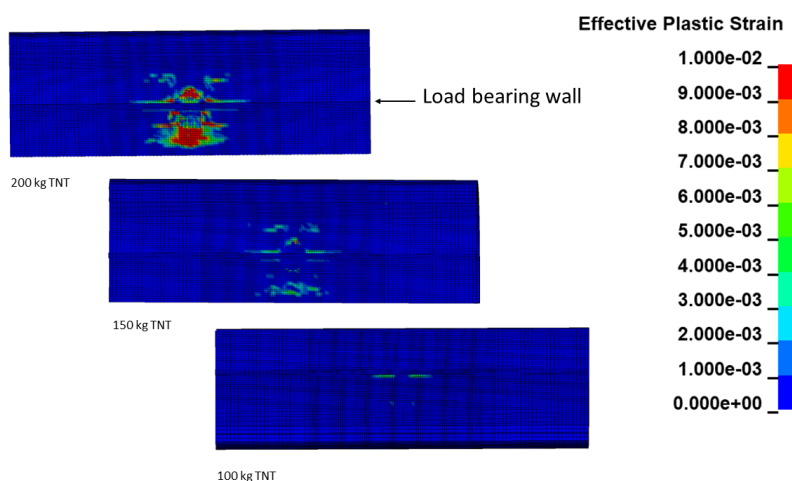 Effective Plastic Strain
1.000e-02
9.000e-03
8.000e-03
7.000e-03
6.000e-03
5.000e-03
4.000e-03
3.000e-03
2.000e-03
1.000e-03
0.000e+00
Load bearing wall
200 kg TNT
150 kg TNT
100 kg TNT